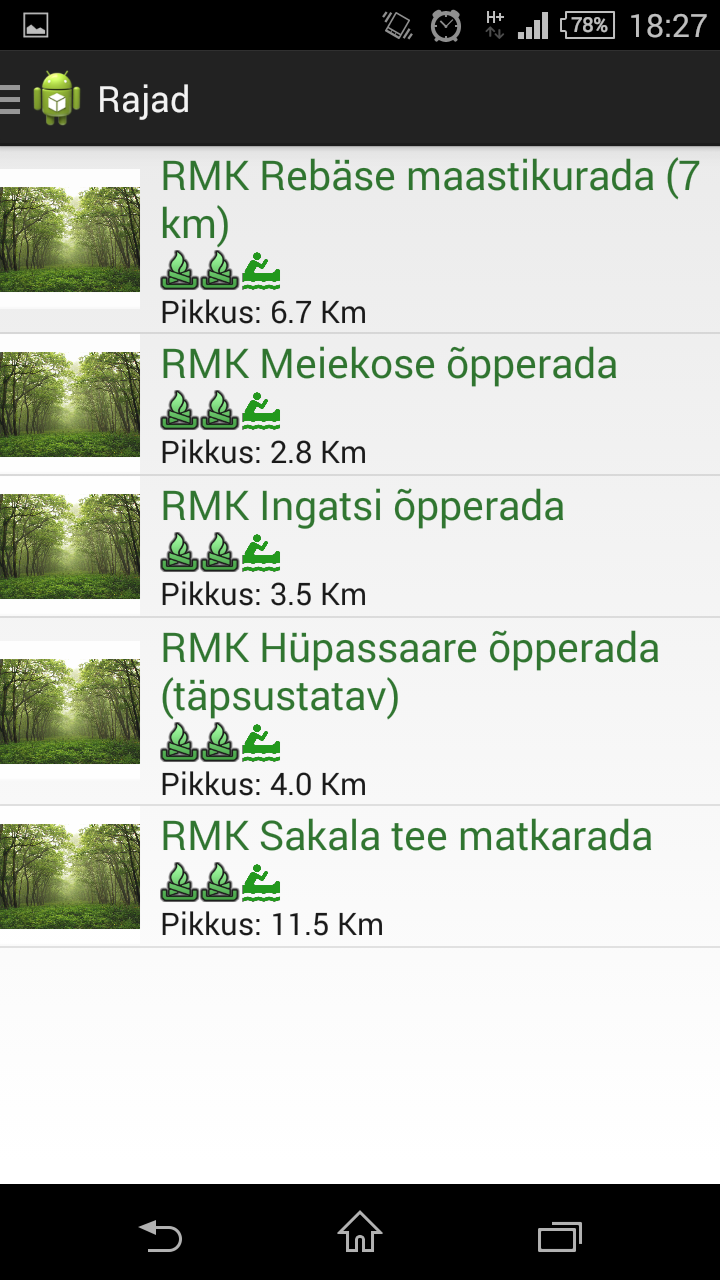 H+ 78% 18:27
Rajad
RMK Rebäse maastikurada (7
km)
Pikkus: 6.7 Km
RMK Meiekose õpperada
Pikkus: 2.8 Km
RMK Ingatsi õpperada
Pikkus: 3.5 Km
RMK Hüpassaare õpperada
(täpsustatav)
Pikkus: 4.0 Km
RMK Sakala tee matkarada
Pikkus: 11.5 Km